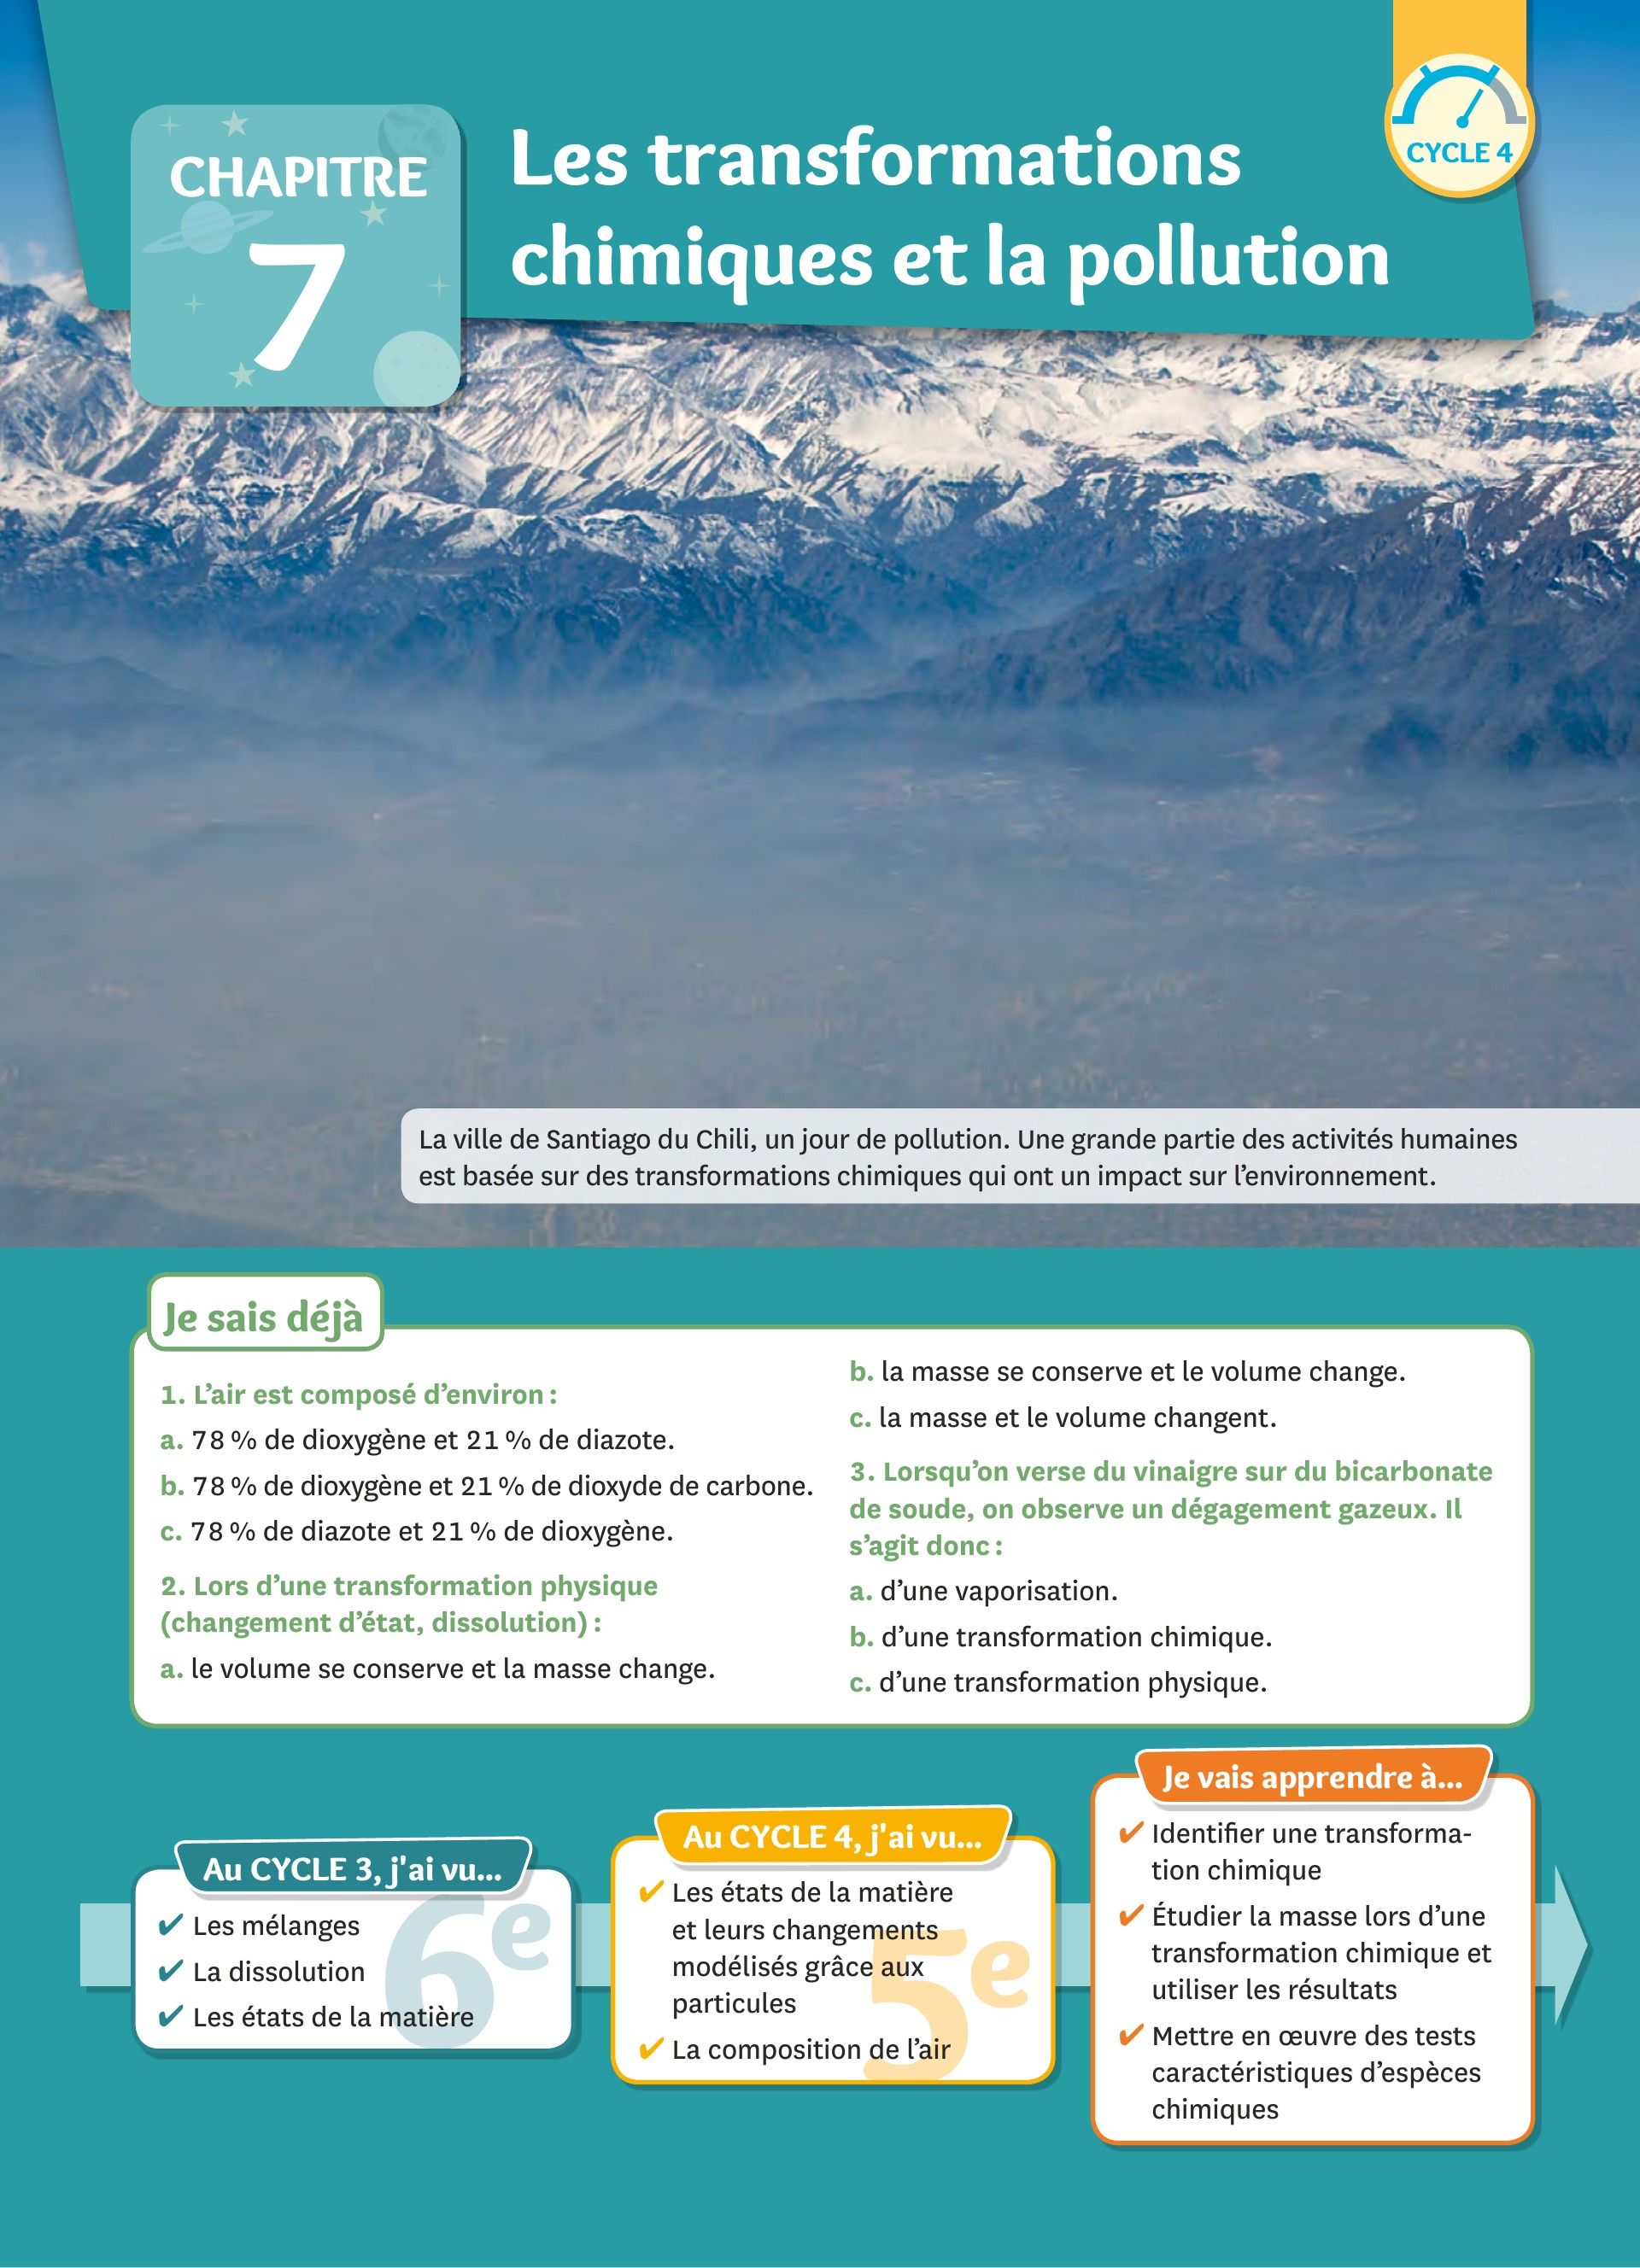 CHAPITRE
7
Les transformations
chimiques et la pollution
CYCLE 4
La ville de Santiago du Chili, un jour de pollution. Une grande partie des activités humaines
est basée sur des transformations chimiques qui ont un impact sur l’environnement.
Je sais déjà
1. L’air est composé d’environ :
a. 78 % de dioxygène et 21 % de diazote.
b. 78 % de dioxygène et 21 % de dioxyde de carbone.
c. 78 % de diazote et 21 % de dioxygène.
2. Lors d’une transformation physique
(changement d’état, dissolution) :
a. le volume se conserve et la masse change.
b. la masse se conserve et le volume change.
c. la masse et le volume changent.
3. Lorsqu’on verse du vinaigre sur du bicarbonate
de soude, on observe un dégagement gazeux. Il
s’agit donc :
a. d’une vaporisation.
b. d’une transformation chimique.
c. d’une transformation physique.
Au CYCLE 3, j'ai vu...
6e
✔ Les mélanges
✔ La dissolution
✔ Les états de la matière
Au CYCLE 4, j'ai vu...
5e
✔ Les états de la matière
et leurs changements
modélisés grâce aux
particules
✔ La composition de l’air
Je vais apprendre à...
✔ Identifier une transforma-
tion chimique
✔ Étudier la masse lors d’une
transformation chimique et
utiliser les résultats
✔ Mettre en œuvre des tests
caractéristiques d’espèces
chimiques